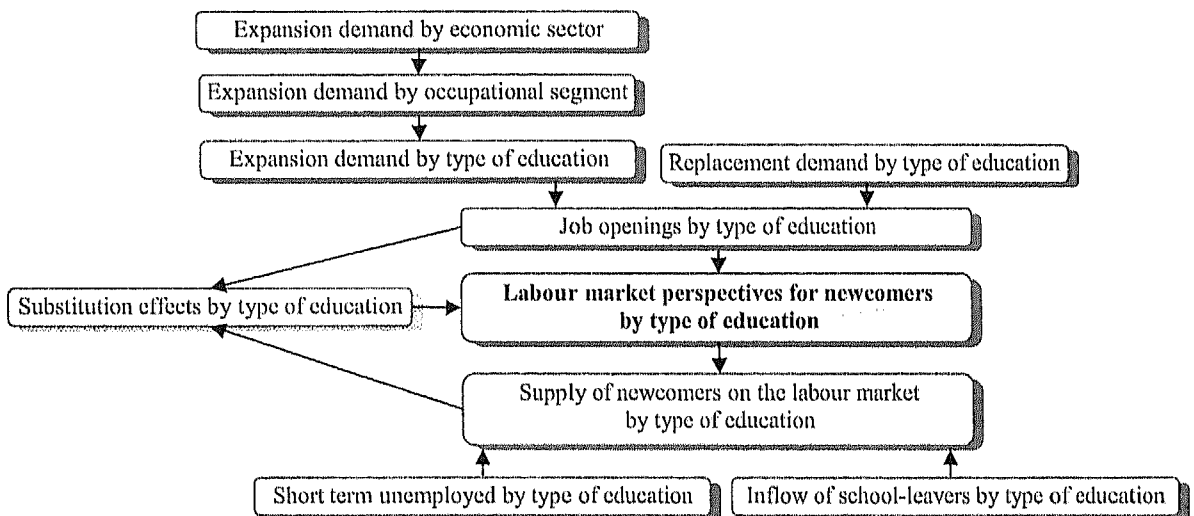 Expansion demand by economic sector
Expansion demand by occupational segment
Expansion demand by type of education
Replacement demand by type of education
Job openings by type of education
Labour market perspectives for newcomers
by type of education
Substitution effects by type of education
Supply of newcomers on the labour market
by type of education
Short term unemployed by type of education
Inflow of school-leavers by type of education